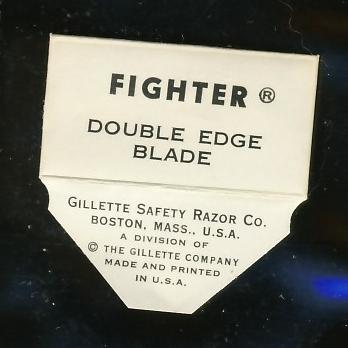 FIGHTER ®
DOUBLE EDGE
BLADE
GILLETTE SAFETY RAZOR CO.
BOSTON, MASS., U.S.A.
A DIVISION OF
© THE GILLETTE COMPANY
MADE AND PRINTED
IN U.S.A.